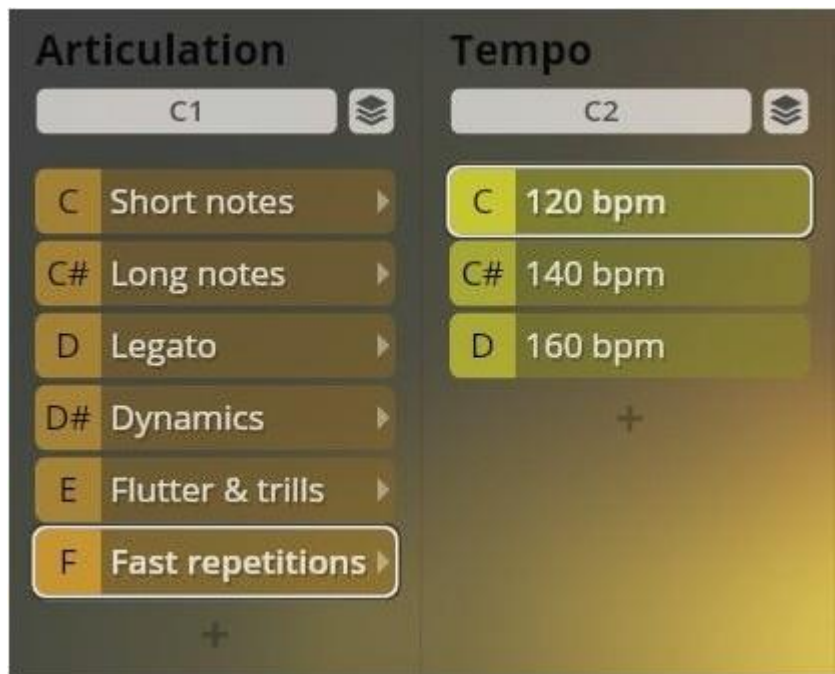 Articulation
C1
C Short notes
C# Long notes
D Legato
D# Dynamics
E Flutter & trills
F Fast repetitions
+
Tempo
C2
C 120 bpm
C# 140 bpm
D 160 bpm
+